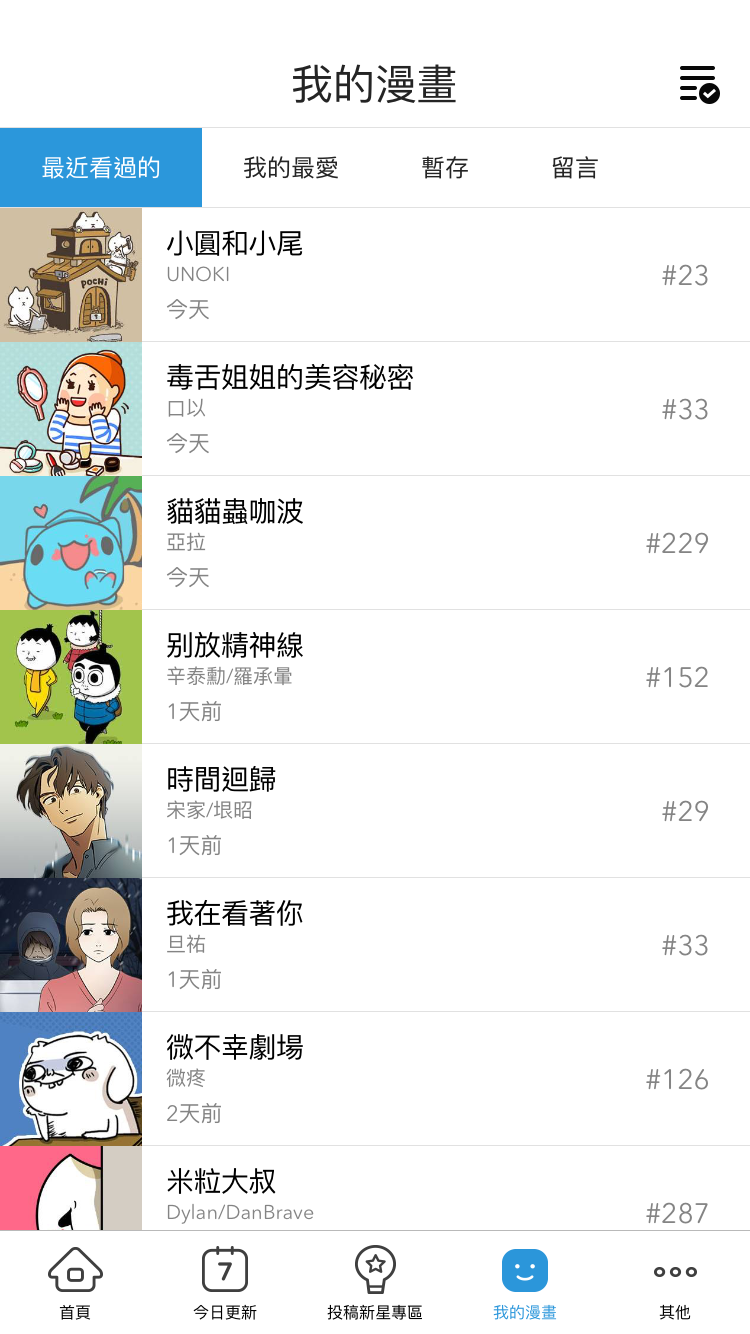 我的漫畫
最近看過的 我的最愛 暫存 留言
POCHI
小圓和小尾
UNOKI
今天
#23
毒舌姐姐的美容秘密
口以
今天
#33
貓貓蟲咖波
亞拉
今天
#229
別放精神線
辛泰勳/羅承暈
1天前
#152
時間迴歸
宋家/垠昭
1天前
#29
我在看著你
旦祐
1天前
#33
微不幸劇場
微疼
2天前
#126
米粒大叔
Dylan/DanBrave
#287
7
首頁 今日更新 投稿新星專區 我的漫畫 其他